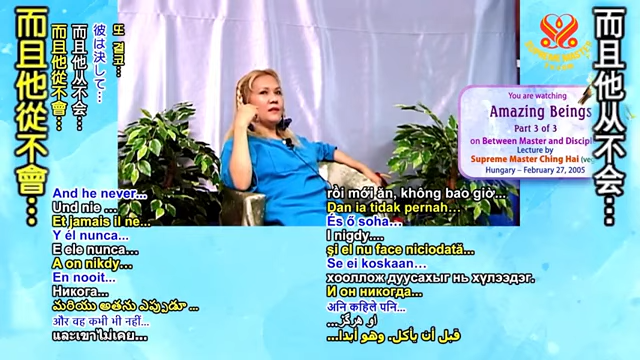 而且他從不會…
而且他從不會…
而且他从不会…
彼は決して…
또 결코…
SUPREME MASTER
You are watching
Amazing Beings
Part 3 of 3
on Between Master and Discipl
Lecture by
Supreme Master Ching Hai (ve
Hungary – February 27, 2005
而且他从不会…
And he never...
Und nie ...
Et jamais il ne...
Y él nunca...
E ele nunca...
A on nikdy...
En nooit...
Никога...
మరియు అతను ఎప్పుడూ ...
और वह कभी भी नहीं...
และเขาไม่เคย...
rồi mới ăn, không bao giờ...
Dan ia tidak pernah...
És ő soha...
I nigdy....
şi el nu face niciodată...
Se ei koskaan...
хооллож дуусахыг нь хүлээдэг.
И он никогда...
अनि कहिले पनि...
او هرگز...
قبل أن يأكل. وهو أبدا...